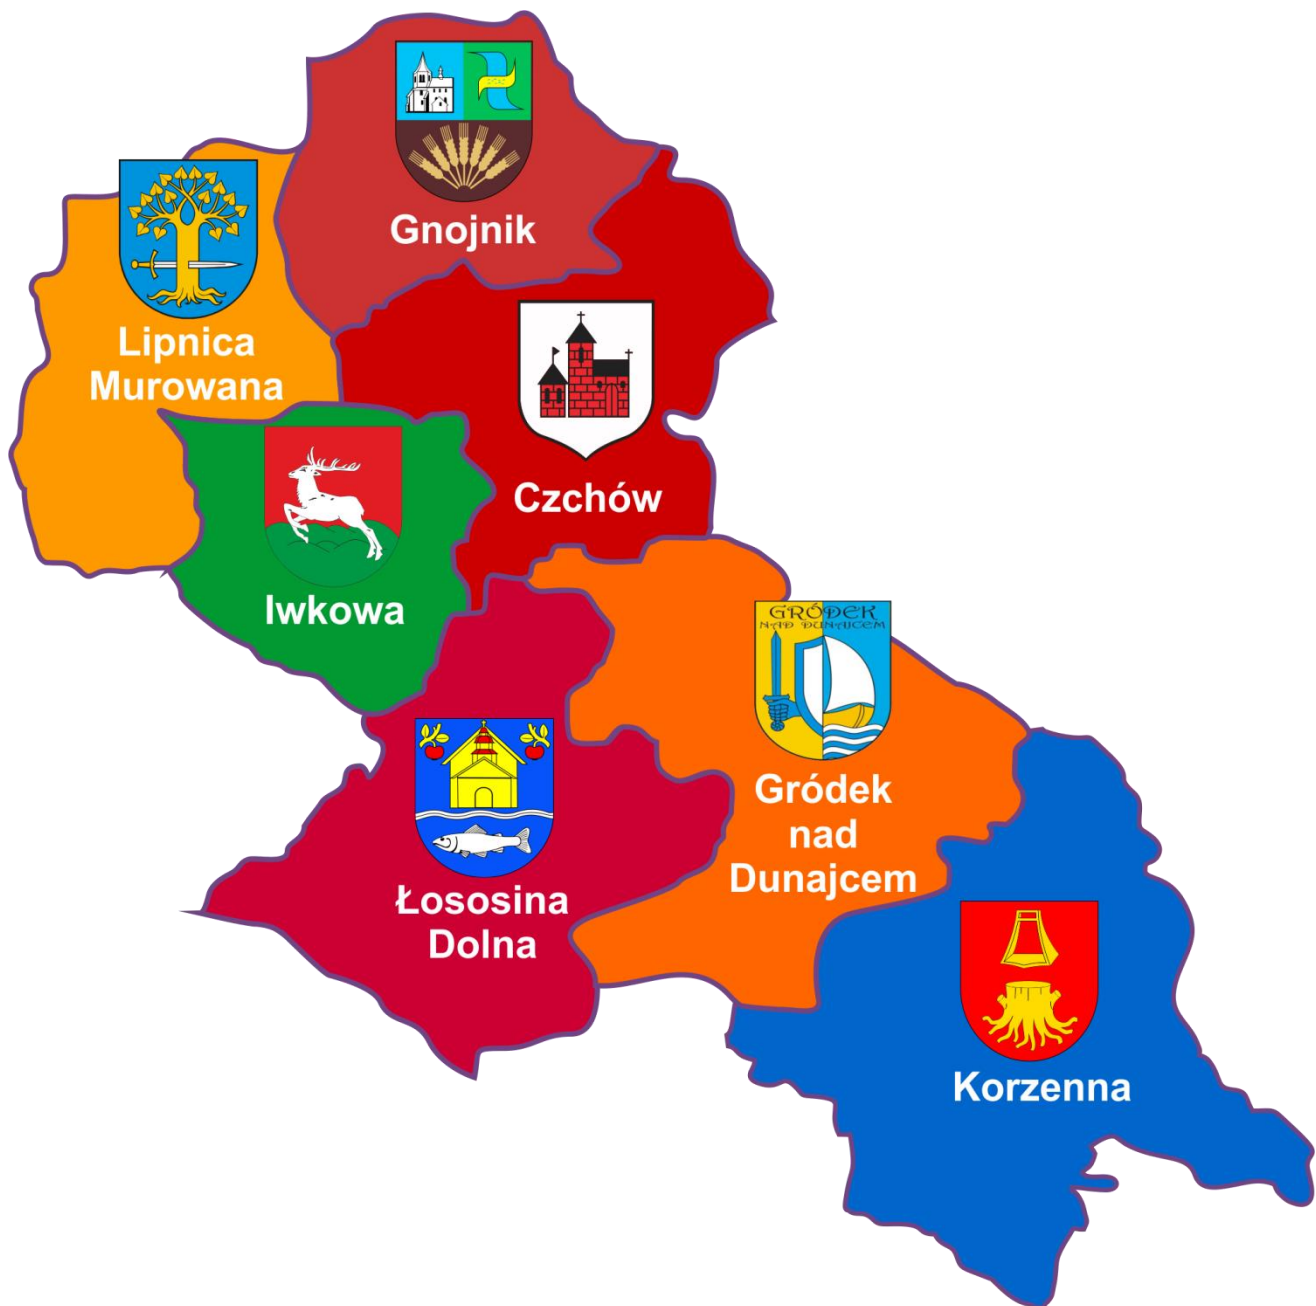 Gnojnik
Lipnica
Murowana
Czchów
Iwkowa
GRÓDEK
NAD DUNAJCEM
Gródek
nad
Dunajcem
Łososina
Dolna
Korzenna